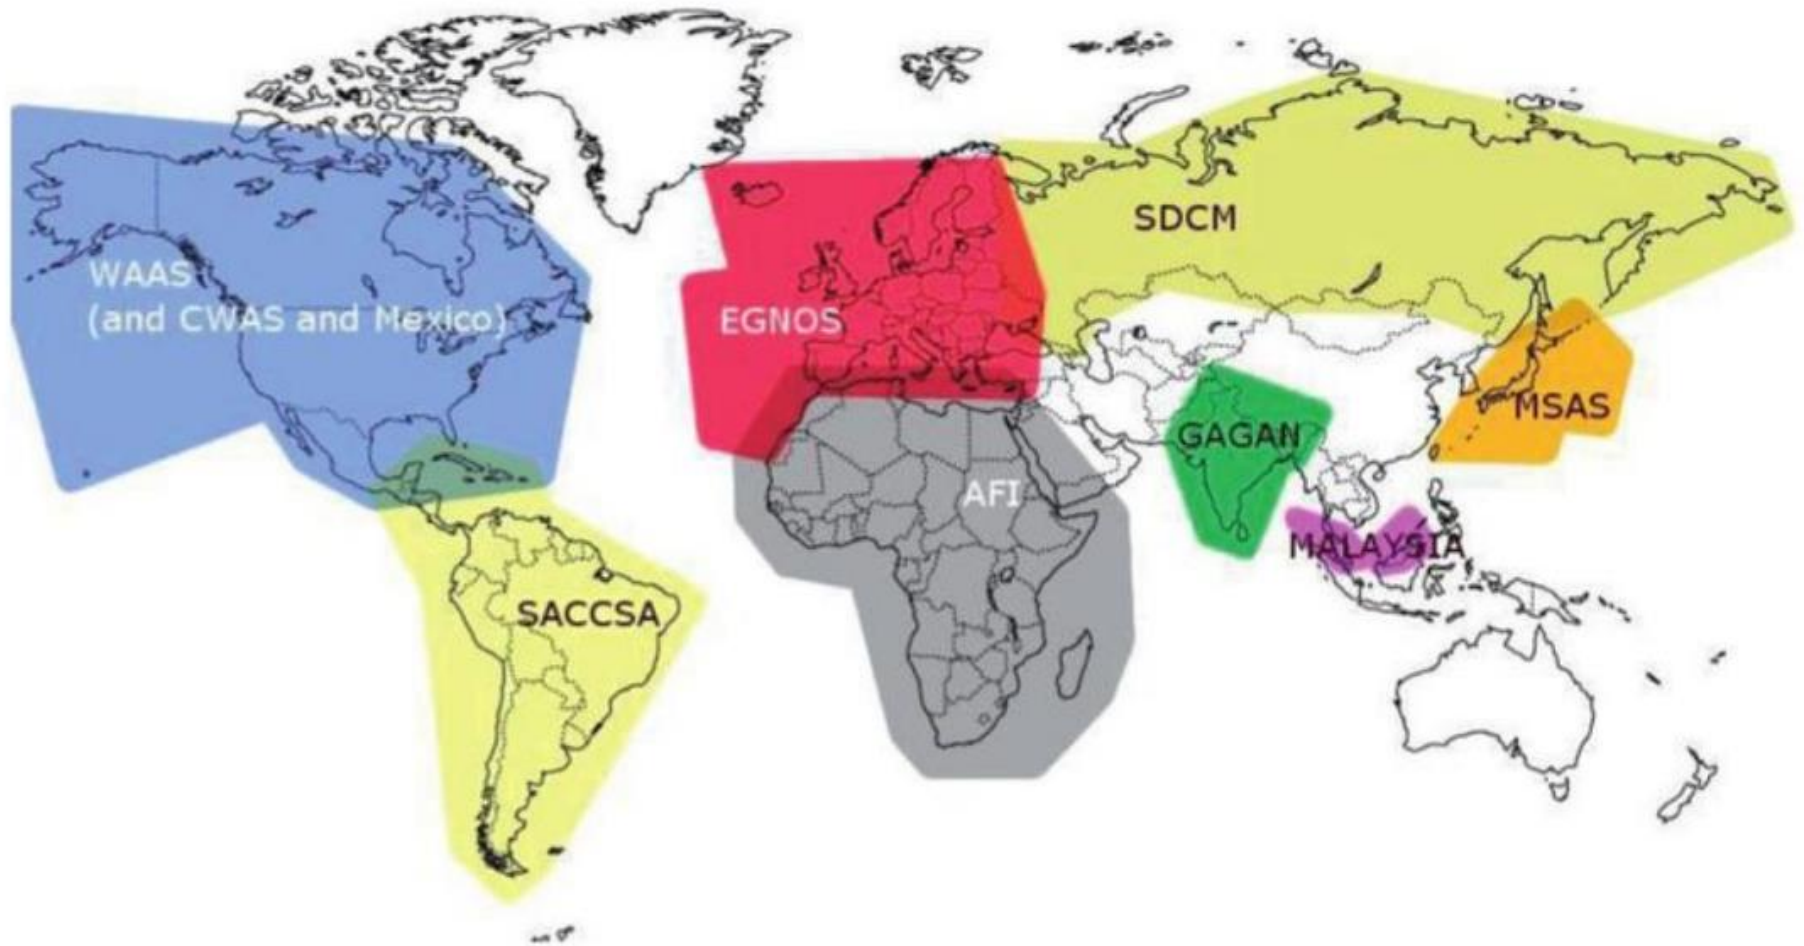 SDCM
WAAS
(and CWAS and Mexico)
EGNOS
MSAS
GAGAN
AFI
MALAYSIA
SACCSA